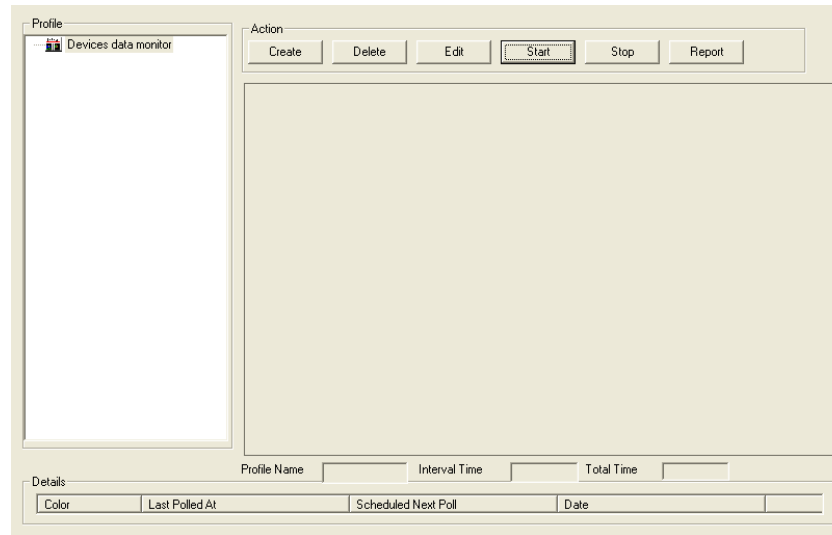 Profile
Devices data monitor
Action
Create Delete Edit Start Stop Report
Profile Name Interval Time Total Time
Details
Color Last Polled At Scheduled Next Poll Date